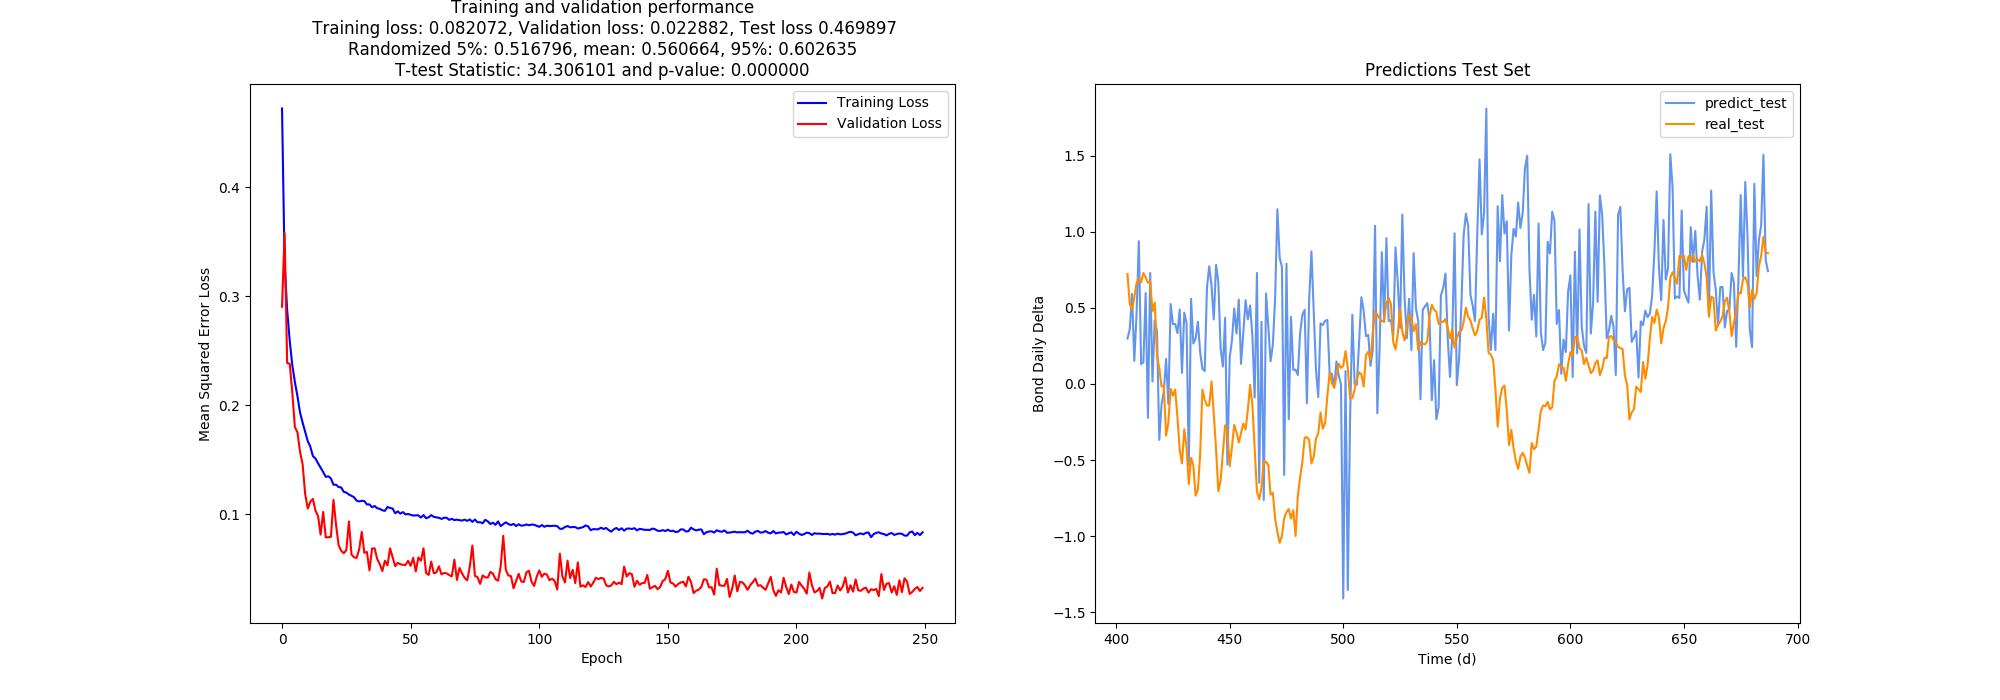 Training and validation performance
Training loss: 0.082072, Validation loss: 0.022882, Test loss 0.469897
Randomized 5%: 0.516796, mean: 0.560664, 95%: 0.602635
T-test Statistic: 34.306101 and p-value: 0.000000
Training Loss
Validation Loss
Mean Squared Error Loss
0.4
0.3
0.2
0.1
0
50
100
150
200
250
Epoch
Predictions Test Set
predict_test
real_test
Bond Daily Delta
1.5
1.0
0.5
0.0
−0.5
−1.0
−1.5
400
450
500
550
600
650
700
Time (d)